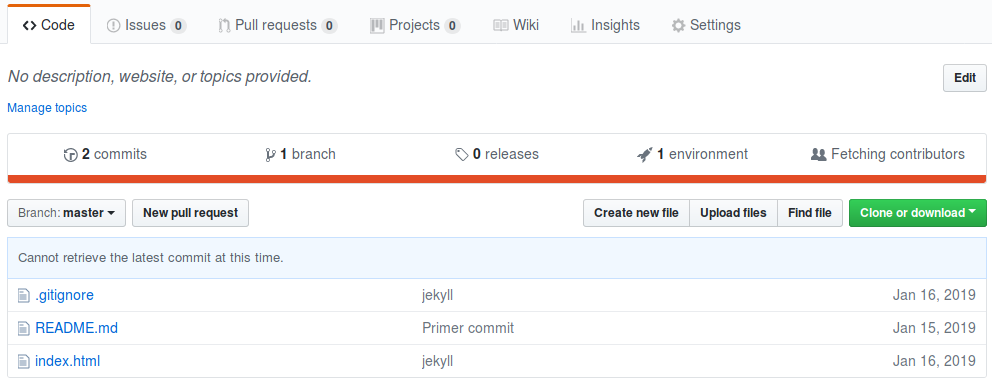 Code Issues 0 Pull requests 0 Projects 0 Wiki Insights Settings
No description, website, or topics provided. Edit
Manage topics
2 commits 1 branch 0 releases 1 environment Fetching contributors
Branch: master New pull request Create new file Upload files Find file Clone or download
Cannot retrieve the latest commit at this time.
.gitignore jekyll Jan 16, 2019
README.md Primer commit Jan 15, 2019
index.html jekyll Jan 16, 2019